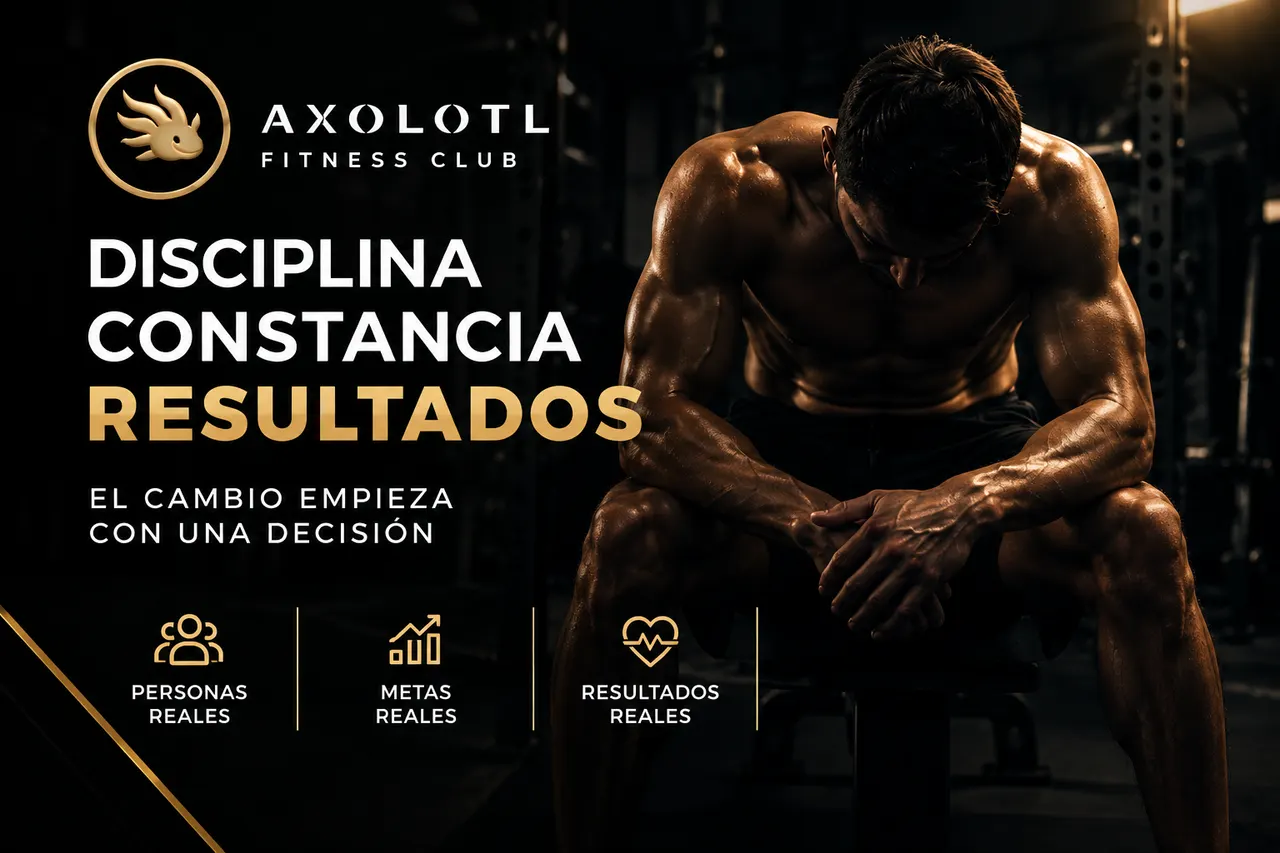 AXOLOTL
FITNESS CLUB
DISCIPLINA
CONSTANCIA
RESULTADOS
EL CAMBIO EMPIEZA
CON UNA DECISIÓN
PERSONAS
REALES
METAS
REALES
RESULTADOS
REALES